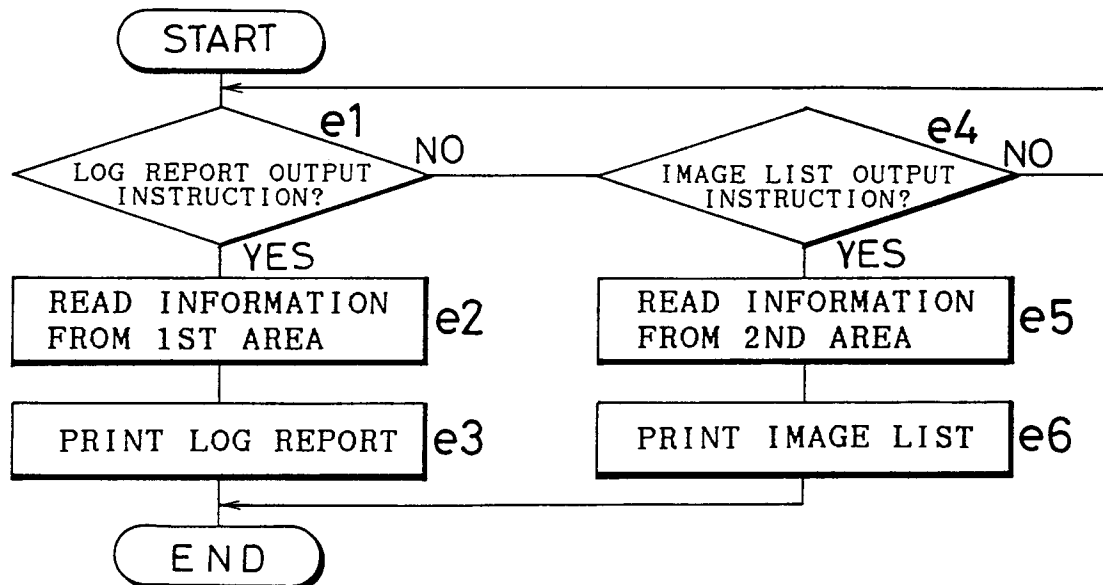 START
e1
LOG REPORT OUTPUT
INSTRUCTION?
NO
YES
READ INFORMATION
FROM 1ST AREA
e2
PRINT LOG REPORT
e3
e4
IMAGE LIST OUTPUT
INSTRUCTION?
NO
YES
READ INFORMATION
FROM 2ND AREA
e5
PRINT IMAGE LIST
e6
END